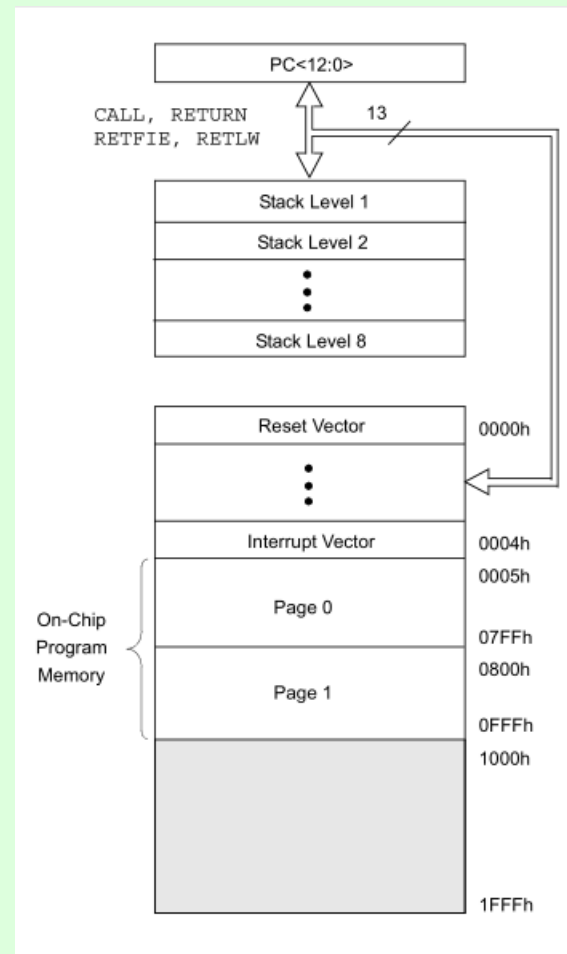 PC<12:0>
CALL, RETURN
RETFIE, RETLW
13
Stack Level 1
Stack Level 2
Stack Level 8
Reset Vector
0000h
Interrupt Vector
0004h
0005h
Page 0
07FFh
On-Chip
Program
Memory
0800h
Page 1
0FFFh
1000h
1FFFh